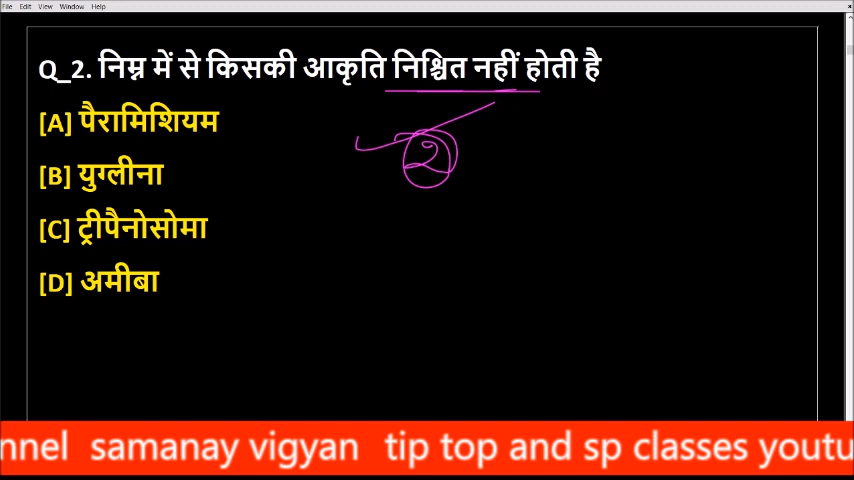 File Edit View Window Help
Q_2. निम्न में से किसकी आकृति निश्चित नहीं होती है
[A] पैरामिशियम
२
[B] युग्लीना
[C] ट्रीपैनोसोमा
[D] अमीबा
nnel samanay vigyan tip top and sp classes youtu